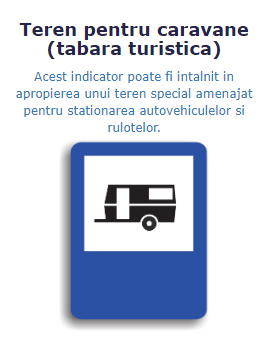 Teren pentru caravane
(tabara turistica)
Acest indicator poate fi intalnit in
apropierea unui teren special amenajat
pentru stationarea autovehiculelor si
rulotelor.